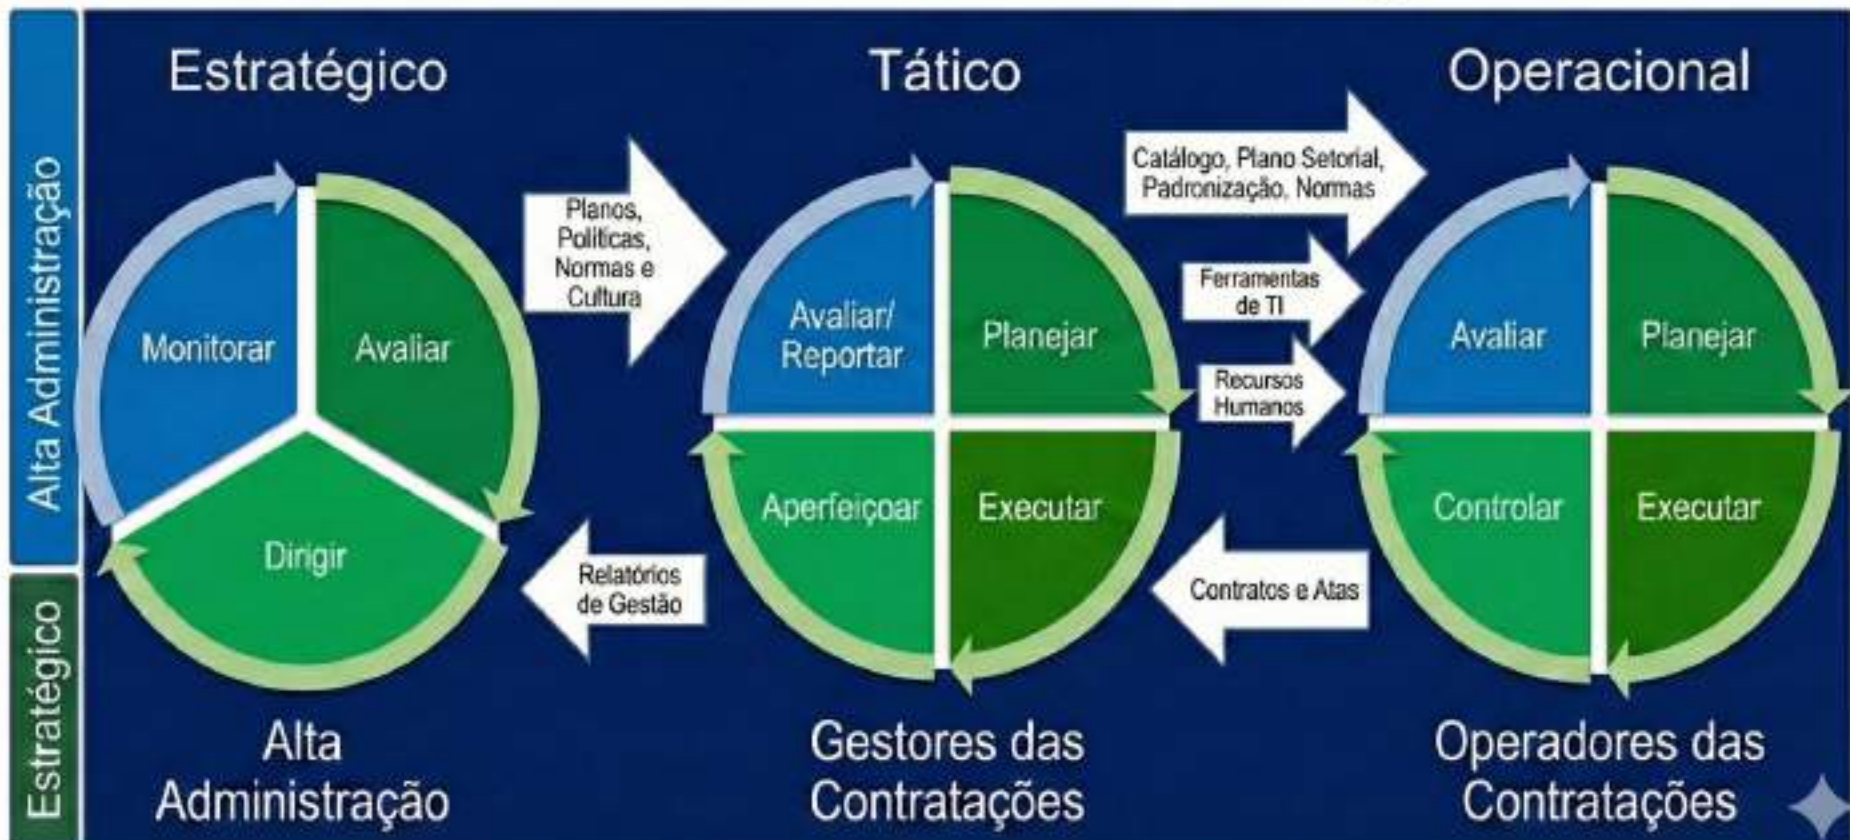 Alta Administração
Estratégico
Estratégico
Tático
Operacional
Monitorar
Avaliar
Dirigir
Planos,
Políticas,
Normas e
Cultura
Relatórios
de Gestão
Avaliar/
Reportar
Planejar
Aperfeiçoar
Executar
Catálogo, Plano Setorial,
Padronização, Normas
Ferramentas
de TI
Recursos
Humanos
Contratos e Atas
Avaliar
Planejar
Controlar
Executar
Alta
Administração
Gestores das
Contratações
Operadores das
Contratações